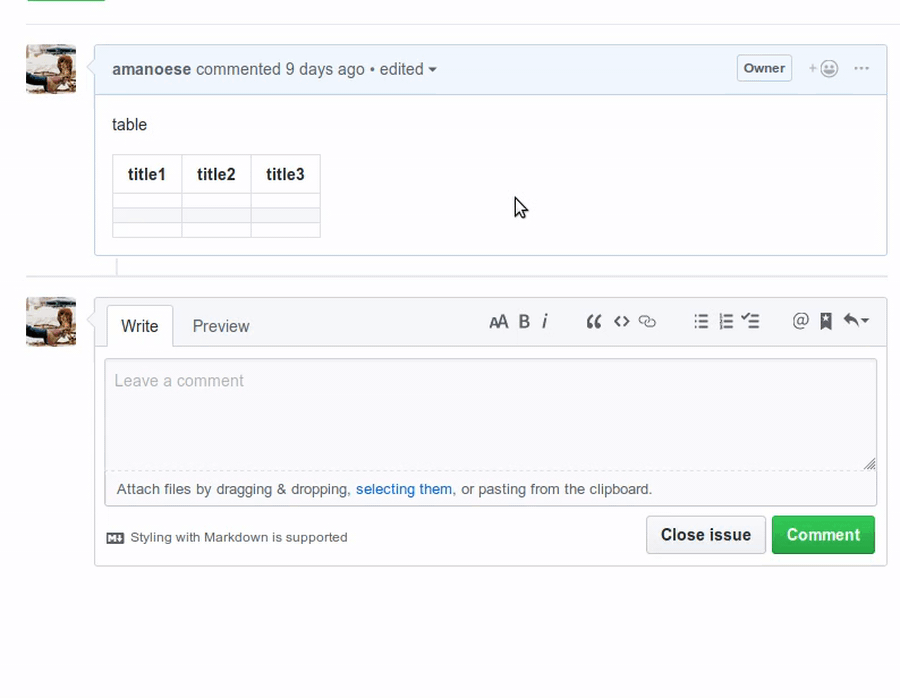 amanoese commented 9 days ago • edited
Owner
table
title1 title2 title3
Write Preview AA B i @
Leave a comment
Attach files by dragging & dropping, selecting them, or pasting from the clipboard.
Styling with Markdown is supported
Close issue Comment